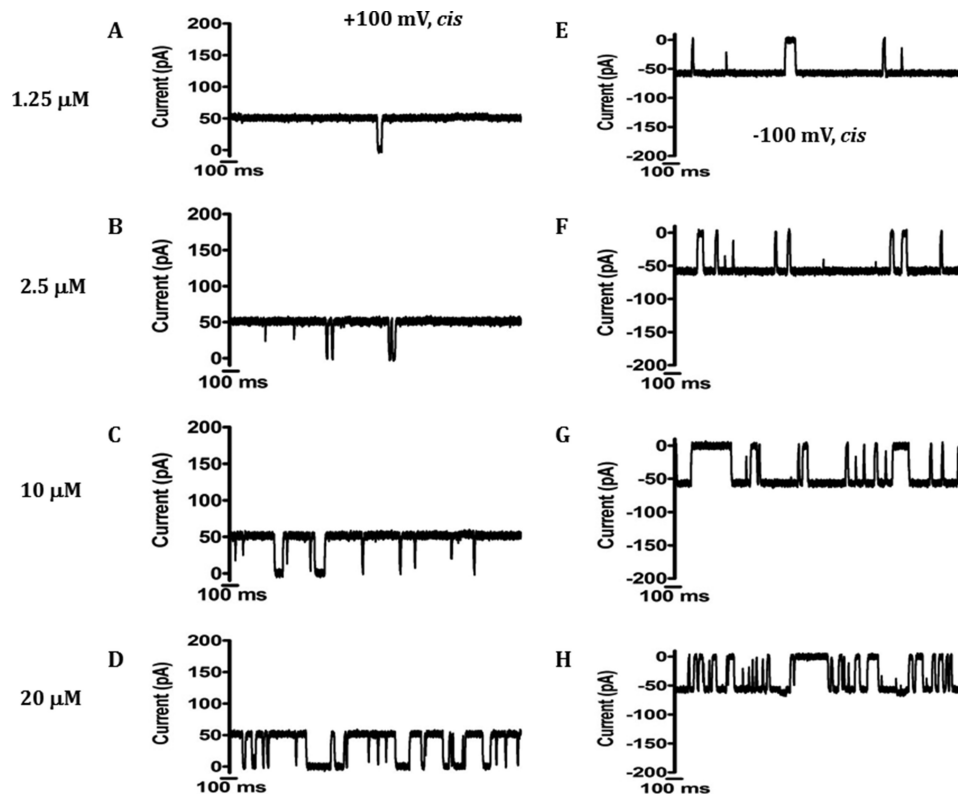 A
+100 mV, cis
1.25 µM
Current (pA)
200
150
100
50
0
100 ms
E
-100 mV, cis
Current (pA)
0
-50
-100
-150
-200
100 ms
B
2.5 µM
Current (pA)
200
150
100
50
0
100 ms
F
Current (pA)
0
-50
-100
-150
-200
100 ms
C
10 µM
Current (pA)
200
150
100
50
0
100 ms
G
Current (pA)
0
-50
-100
-150
-200
100 ms
D
20 µM
Current (pA)
200
150
100
50
0
100 ms
H
Current (pA)
0
-50
-100
-150
-200
100 ms